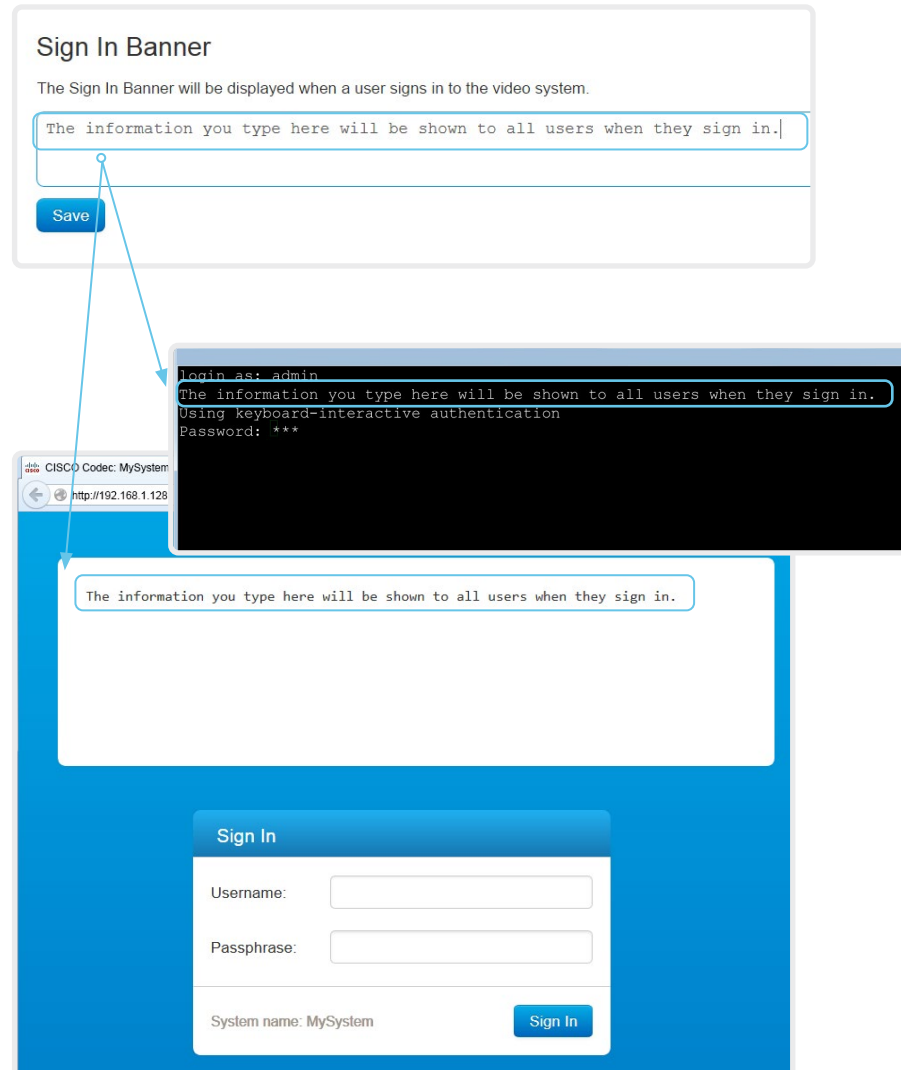 Sign In Banner
The Sign In Banner will be displayed when a user signs in to the video system.
The information you type here will be shown to all users when they sign in.
Save
login as: admin
The information you type here will be shown to all users when they sign in.
Using keyboard-interactive authentication
Password: ***
CISCO Codec: MySystem
http://192.168.1.128
The information you type here will be shown to all users when they sign in.
Sign In
Username:
Passphrase:
System name: MySystem
Sign In